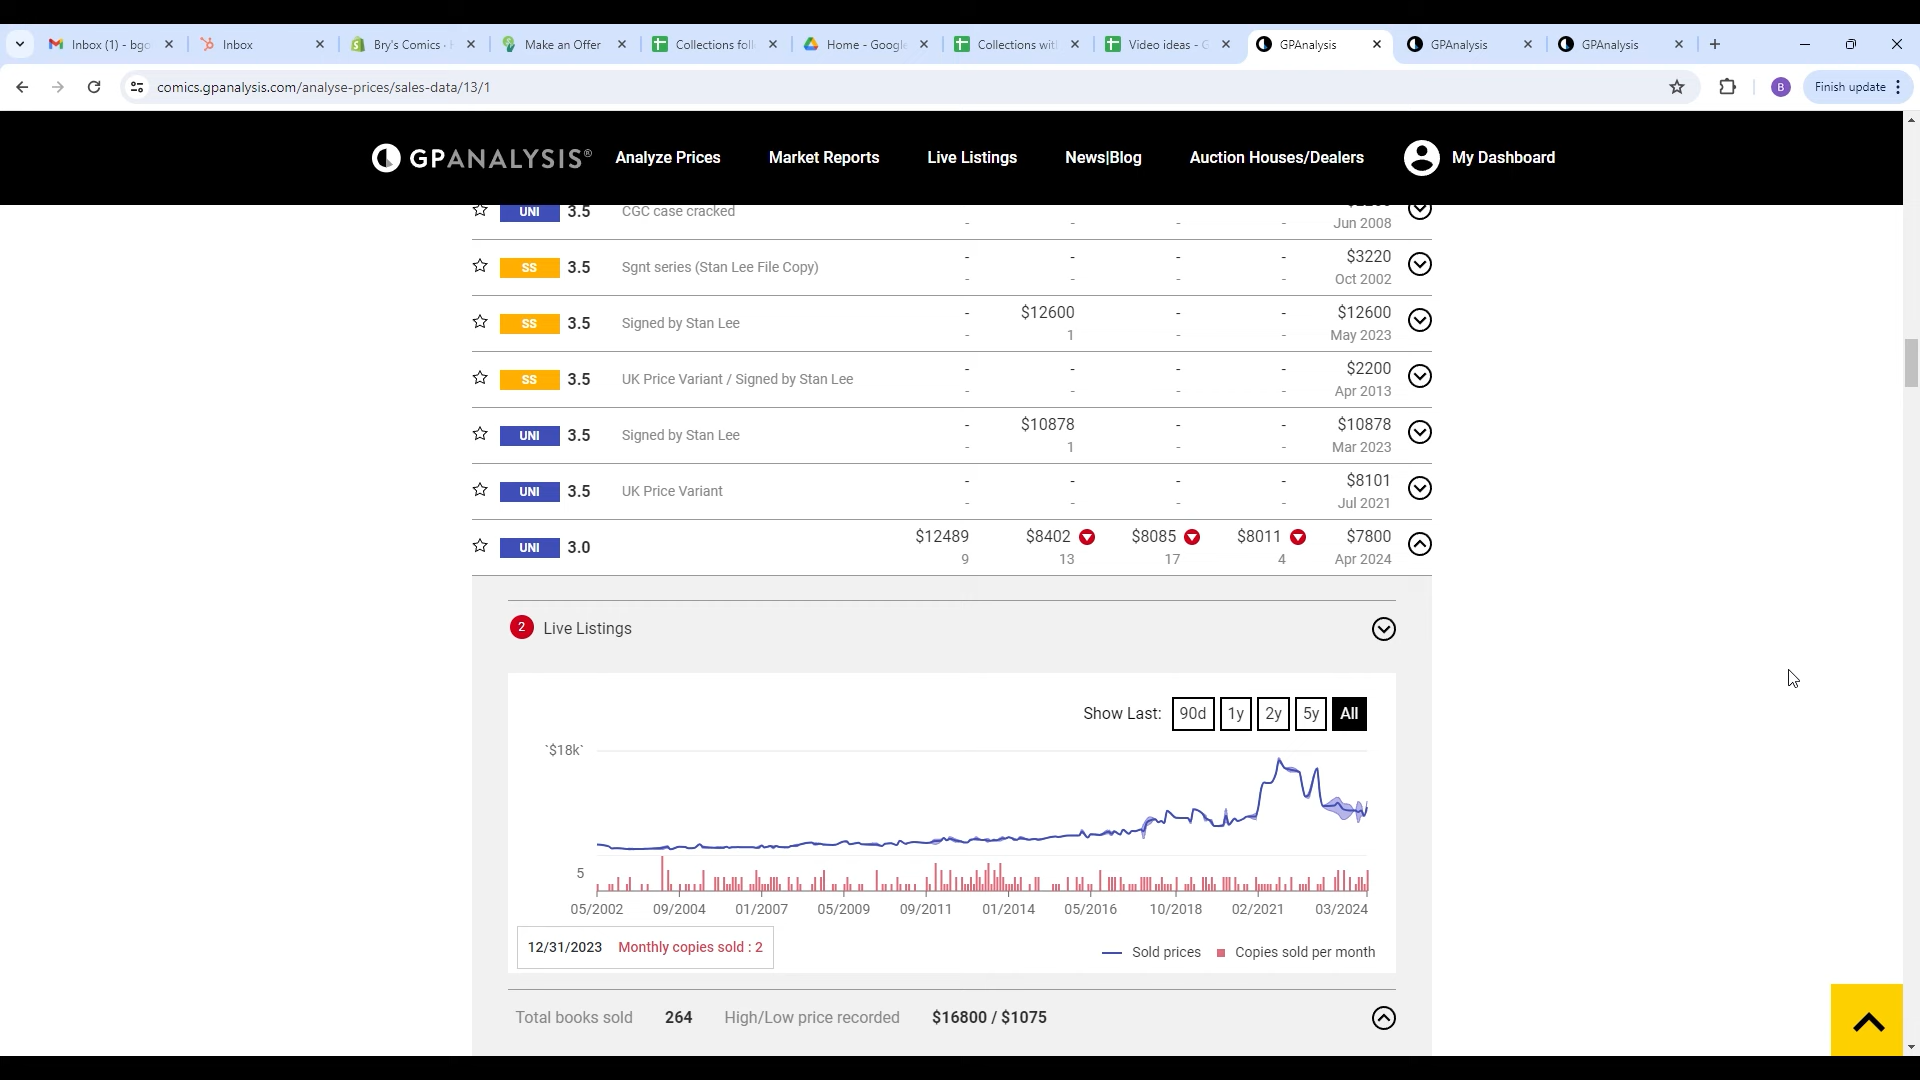 Inbox (1) - bgo
Inbox
Bry's Comics ·
Make an Offer
Collections foll
Home - Google
Collections wit
Video ideas - G
GPAnalysis
GPAnalysis
GPAnalysis
comics.gpanalysis.com/analyse-prices/sales-data/13/1
B
Finish update
GPANALYSIS®
Analyze Prices
Market Reports
Live Listings
News|Blog
Auction Houses/Dealers
My Dashboard
UNI 3.5 CGC case cracked
- - - - Jun 2008
- - - - $3220
SS 3.5 Sgnt series (Stan Lee File Copy)
- - - - Oct 2002
- $12600 - - $12600
SS 3.5 Signed by Stan Lee
- 1 - - May 2023
- - - - $2200
SS 3.5 UK Price Variant / Signed by Stan Lee
- - - - Apr 2013
- $10878 - - $10878
UNI 3.5 Signed by Stan Lee
- 1 - - Mar 2023
- - - - $8101
UNI 3.5 UK Price Variant
- - - - Jul 2021
$12489 $8402 $8085 $8011 $7800
UNI 3.0
9 13 17 4 Apr 2024
2 Live Listings
Show Last: 90d 1y 2y 5y All
`$18k`
5
05/2002 09/2004 01/2007 05/2009 09/2011 01/2014 05/2016 10/2018 02/2021 03/2024
12/31/2023 Monthly copies sold : 2
Sold prices Copies sold per month
Total books sold 264 High/Low price recorded $16800 / $1075